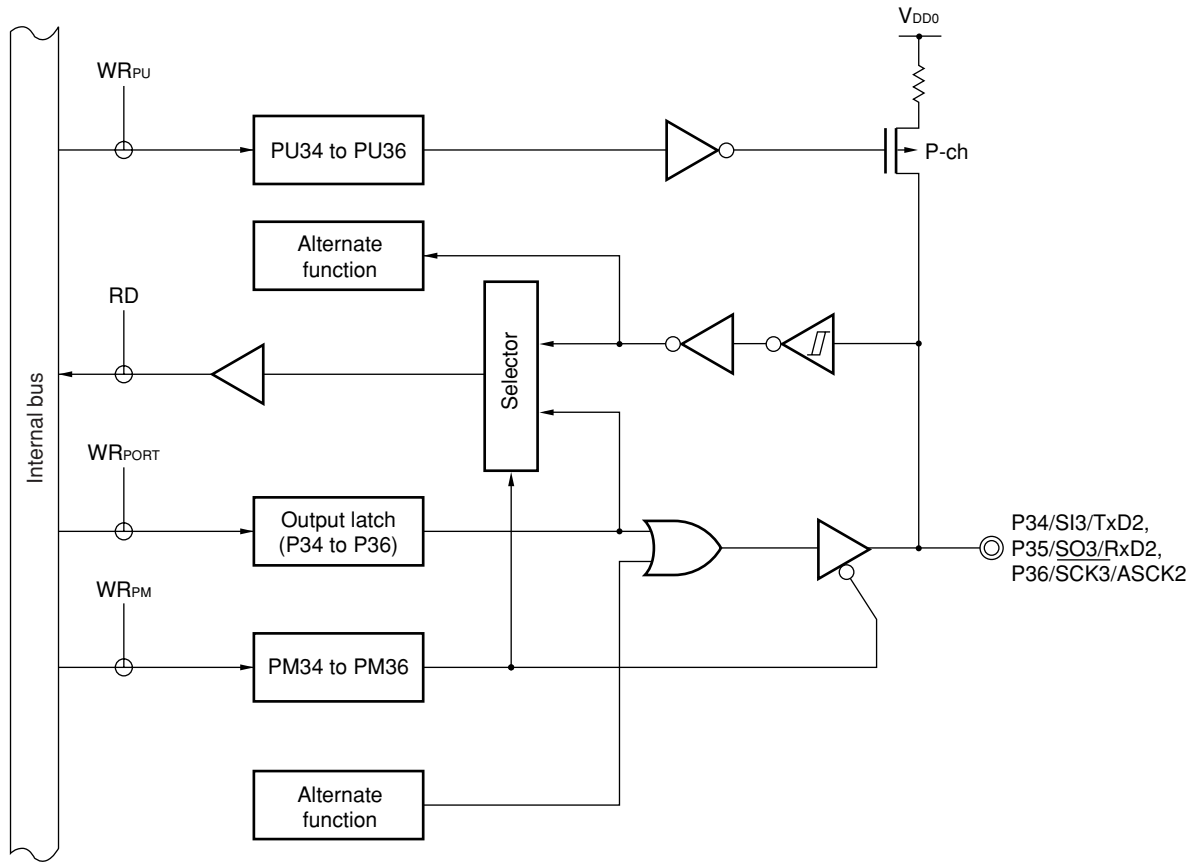 VDD0
WRPU
PU34 to PU36
P-ch
Alternate
function
RD
Selector
Internal bus
WRPORT
Output latch
(P34 to P36)
P34/SI3/TxD2,
P35/SO3/RxD2,
P36/S̅C̅K̅3̅/ASCK2
WRPM
PM34 to PM36
Alternate
function